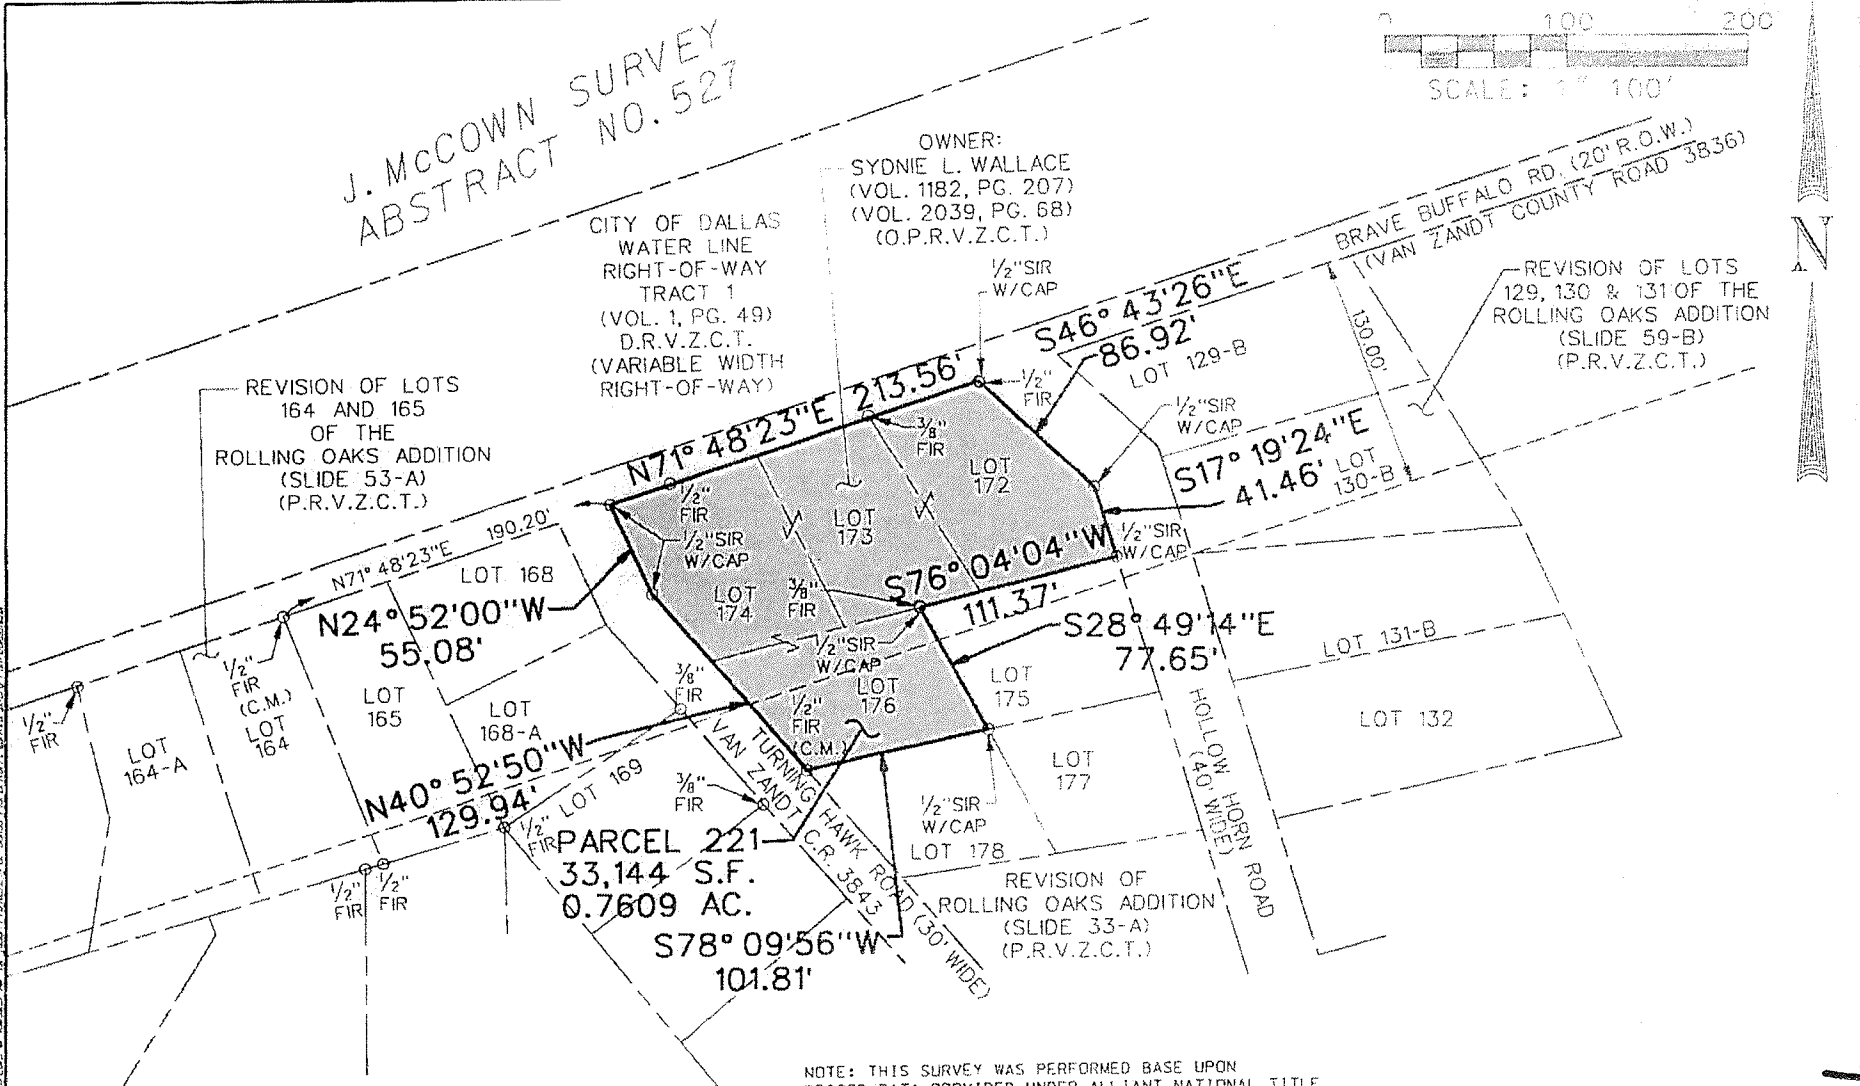 J. McCOWN SURVEY
ABSTRACT NO. 527
0 100 200
SCALE: 1" 100'
N
OWNER:
SYDNIE L. WALLACE
(VOL. 1182, PG. 207)
(VOL. 2039, PG. 68)
(O.P.R.V.Z.C.T.)
CITY OF DALLAS
WATER LINE
RIGHT-OF-WAY
TRACT 1
(VOL. 1, PG. 49)
D.R.V.Z.C.T.
(VARIABLE WIDTH
RIGHT-OF-WAY)
BRAVE BUFFALO RD. (20' R.O.W.)
(VAN ZANDT COUNTY ROAD 3836)
REVISION OF LOTS
129, 130 & 131 OF THE
ROLLING OAKS ADDITION
(SLIDE 59-B)
(P.R.V.Z.C.T.)
REVISION OF LOTS
164 AND 165
OF THE
ROLLING OAKS ADDITION
(SLIDE 53-A)
(P.R.V.Z.C.T.)
1/2"SIR
W/CAP
S46°43'26"E
86.92'
LOT 129-B
130.00'
N71°48'23"E 213.56'
1/2"
FIR
3/8"
FIR
1/2"SIR
W/CAP
S17°19'24"E
41.46'
LOT
130-B
LOT
172
LOT
173
LOT
174
1/2"
FIR
1/2"SIR
W/CAP
1/2"SIR
W/CAP
N71°48'23"E 190.20'
LOT 168
N24°52'00"W
55.08'
S76°04'04"W
111.37'
3/8"
FIR
1/2"SIR
W/CAP
S28°49'14"E
77.65'
LOT 131-B
LOT 132
LOT
175
LOT
176
1/2"
FIR
(C.M.)
3/8"
FIR
1/2"
FIR
(C.M.)
LOT
164
LOT
165
LOT
168-A
LOT
164-A
1/2"
FIR
N40°52'50"W
129.94'
LOT 169
3/8"
FIR
1/2"
FIR
1/2"
FIR
1/2"
FIR
TURNING HAWK ROAD (30' WIDE)
VAN ZANDT C.R. 3843
HOLLOW HORN ROAD
(40' WIDE)
LOT
177
1/2"SIR
W/CAP
LOT 178
PARCEL 221
33,144 S.F.
0.7609 AC.
S78°09'56"W
101.81'
REVISION OF
ROLLING OAKS ADDITION
(SLIDE 33-A)
(P.R.V.Z.C.T.)
NOTE: THIS SURVEY WAS PERFORMED BASE UPON
PROVIDED UNDER ALLIANT NATIONAL TITLE